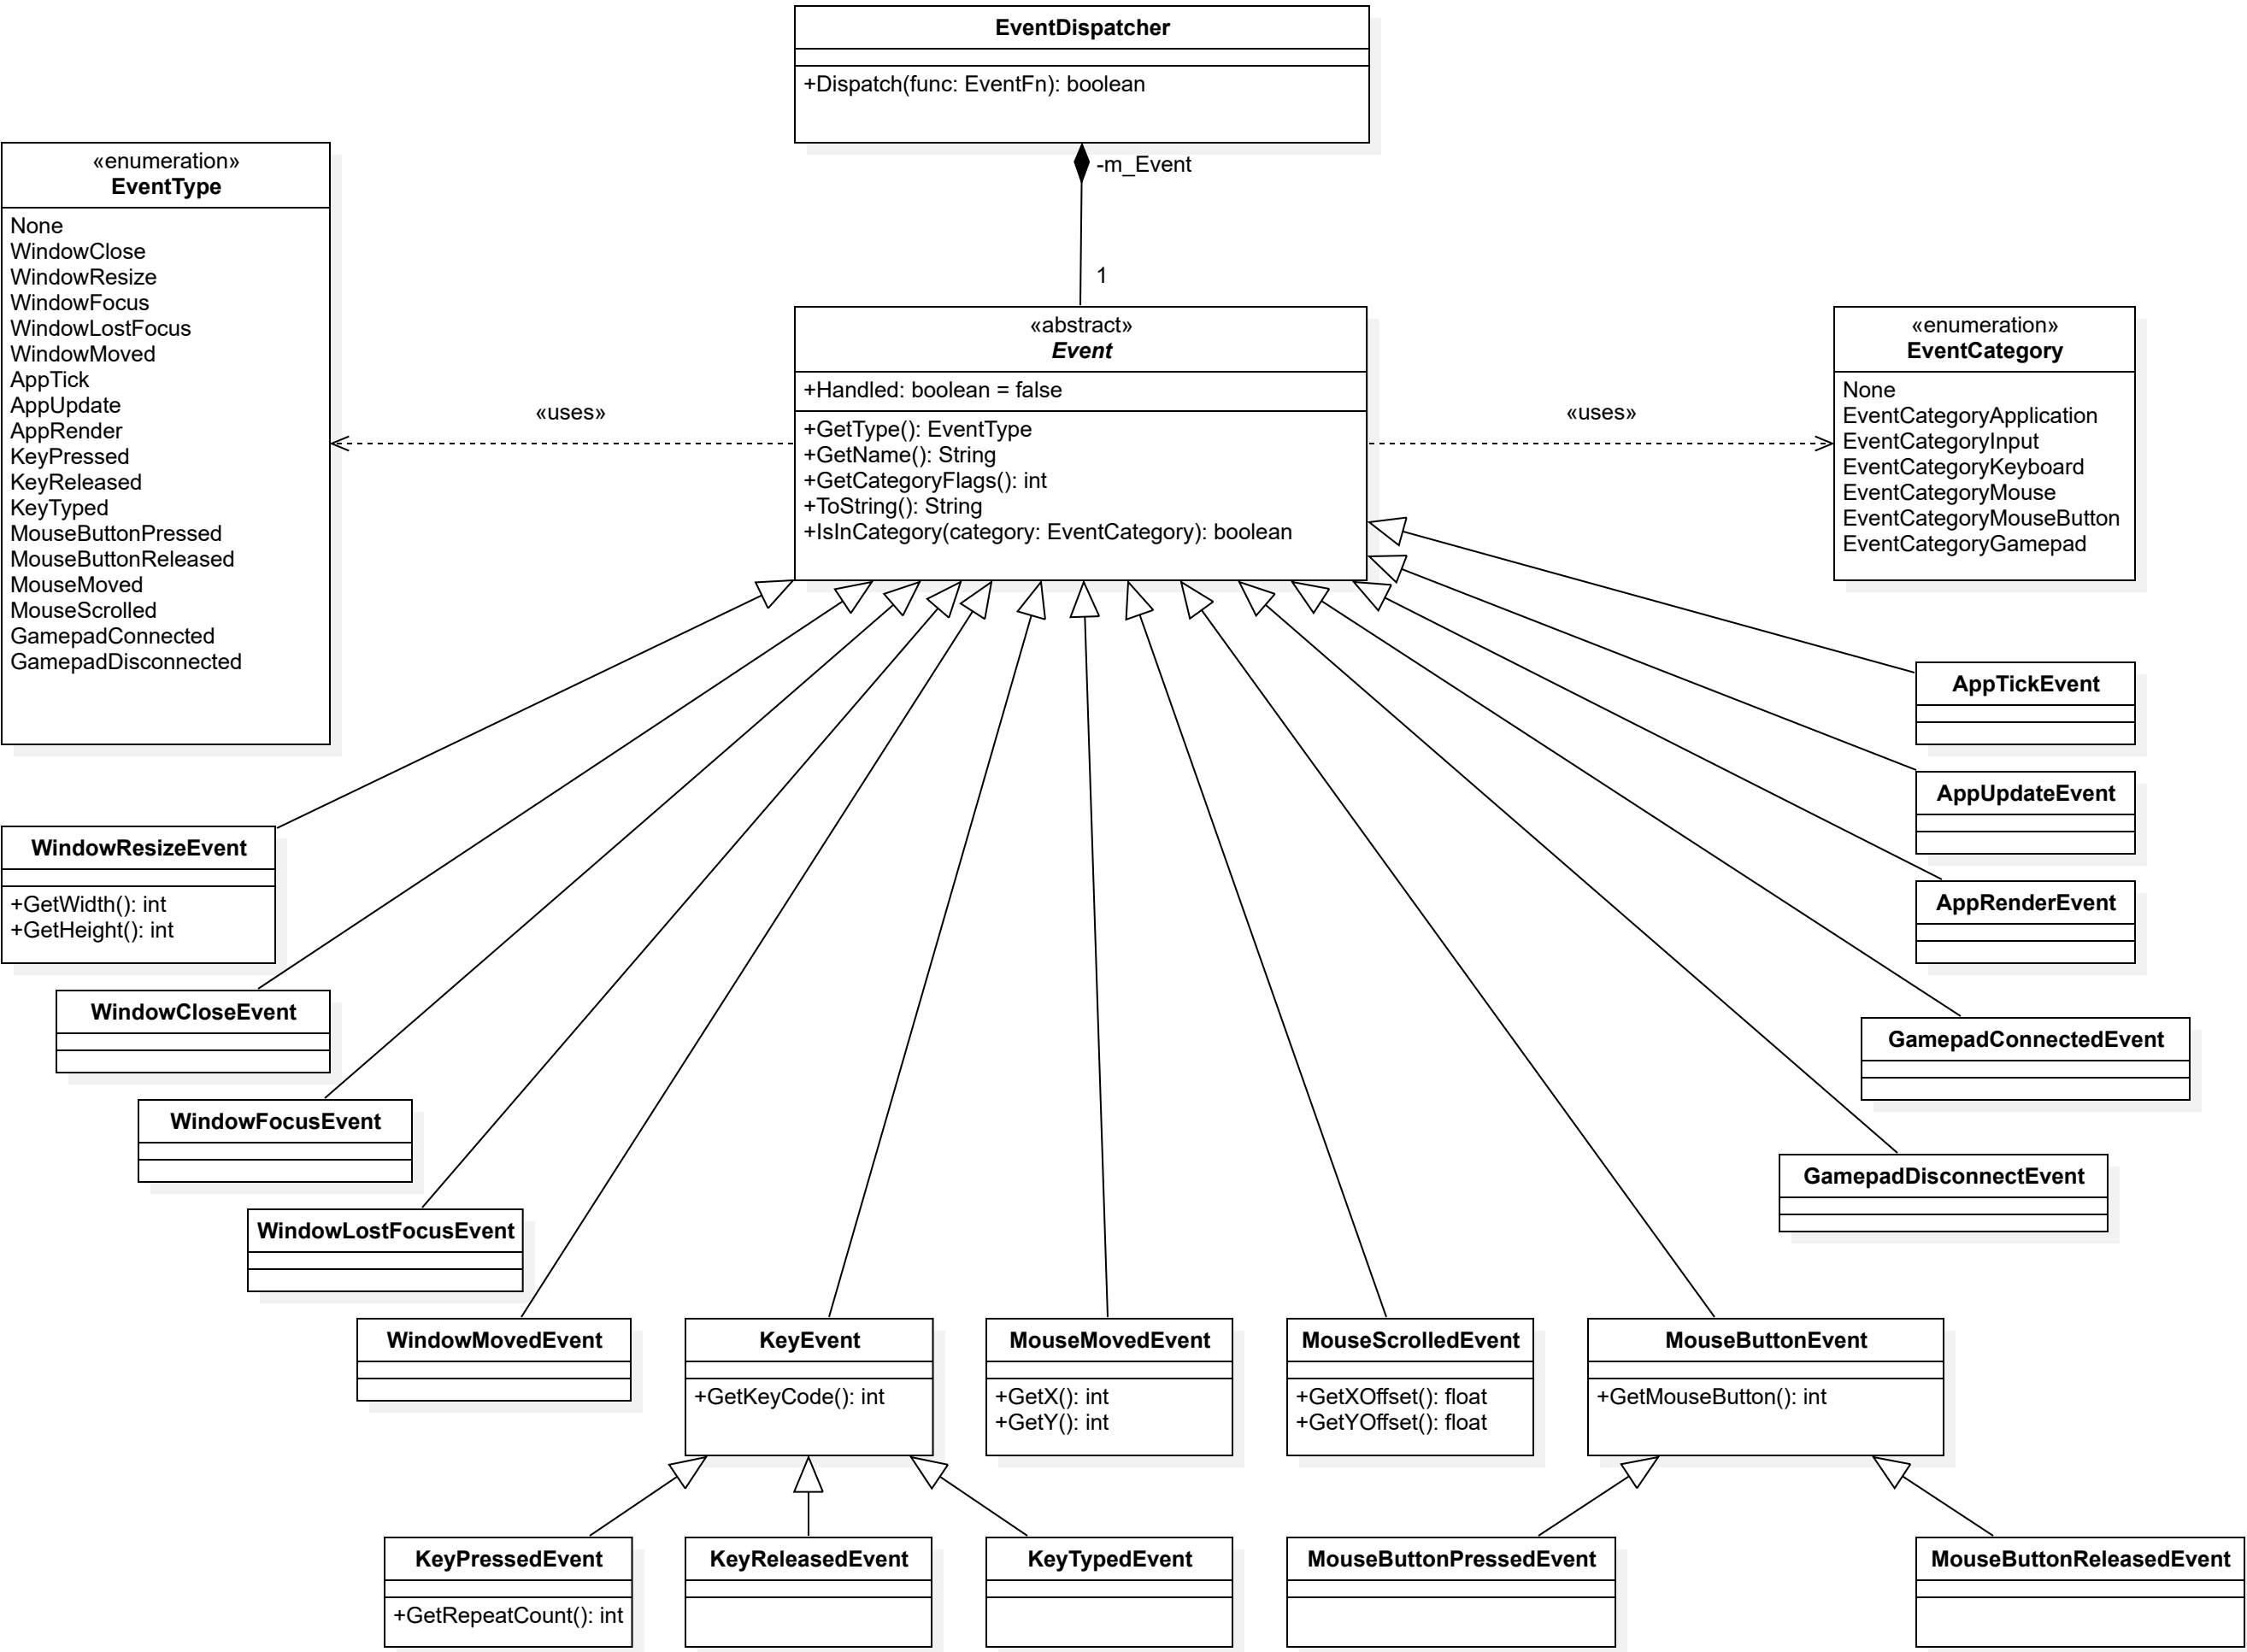 EventDispatcher
+Dispatch(func: EventFn): boolean
-m_Event
1
«enumeration»
EventType
None
WindowClose
WindowResize
WindowFocus
WindowLostFocus
WindowMoved
AppTick
AppUpdate
AppRender
KeyPressed
KeyReleased
KeyTyped
MouseButtonPressed
MouseButtonReleased
MouseMoved
MouseScrolled
GamepadConnected
GamepadDisconnected
«uses»
«abstract»
Event
+Handled: boolean = false
+GetType(): EventType
+GetName(): String
+GetCategoryFlags(): int
+ToString(): String
+IsInCategory(category: EventCategory): boolean
«uses»
«enumeration»
EventCategory
None
EventCategoryApplication
EventCategoryInput
EventCategoryKeyboard
EventCategoryMouse
EventCategoryMouseButton
EventCategoryGamepad
AppTickEvent
AppUpdateEvent
AppRenderEvent
WindowResizeEvent
+GetWidth(): int
+GetHeight(): int
WindowCloseEvent
GamepadConnectedEvent
WindowFocusEvent
GamepadDisconnectEvent
WindowLostFocusEvent
WindowMovedEvent
KeyEvent
+GetKeyCode(): int
MouseMovedEvent
+GetX(): int
+GetY(): int
MouseScrolledEvent
+GetXOffset(): float
+GetYOffset(): float
MouseButtonEvent
+GetMouseButton(): int
KeyPressedEvent
+GetRepeatCount(): int
KeyReleasedEvent
KeyTypedEvent
MouseButtonPressedEvent
MouseButtonReleasedEvent